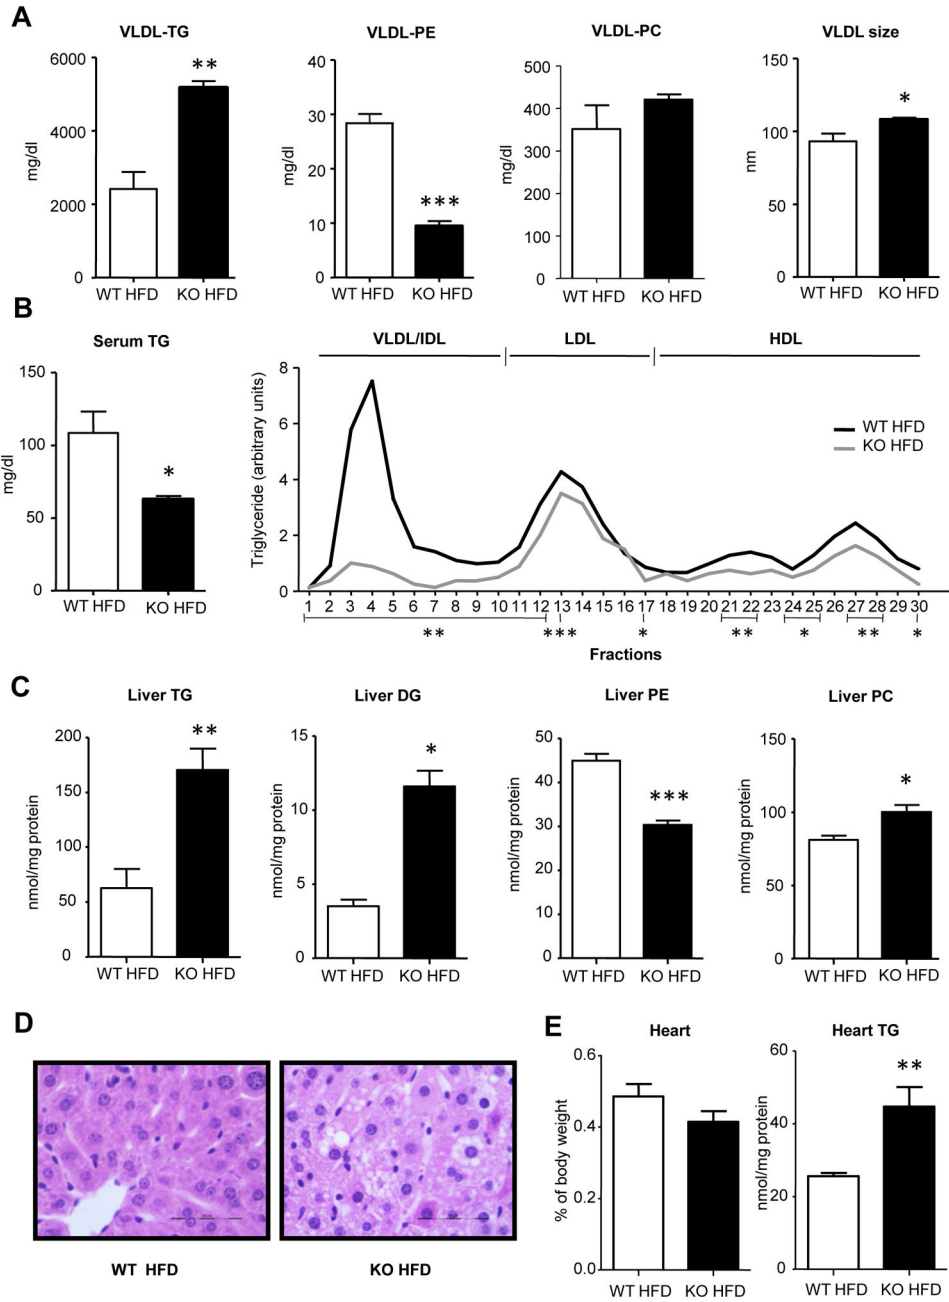 A
VLDL-TG
VLDL-PE
VLDL-PC
VLDL size
6000
4000
2000
0
mg/dl
**
WT HFD
KO HFD
40
30
20
10
0
mg/dl
***
WT HFD
KO HFD
500
400
300
200
100
0
mg/dl
WT HFD
KO HFD
150
100
50
0
nm
*
WT HFD
KO HFD
B
Serum TG
150
100
50
0
mg/dl
*
WT HFD
KO HFD
VLDL/IDL
LDL
HDL
8
6
4
2
0
Triglyceride (arbitrary units)
WT HFD
KO HFD
1 2 3 4 5 6 7 8 9 10 11 12 13 14 15 16 17 18 19 20 21 22 23 24 25 26 27 28 29 30
** *** * ** * ** *
Fractions
C
Liver TG
Liver DG
Liver PE
Liver PC
200
150
100
50
0
nmol/mg protein
**
WT HFD
KO HFD
15
10
5
0
nmol/mg protein
*
WT HFD
KO HFD
50
40
30
20
10
0
nmol/mg protein
***
WT HFD
KO HFD
150
100
50
0
nmol/mg protein
*
WT HFD
KO HFD
D
WT HFD
KO HFD
E
Heart
Heart TG
0.6
0.4
0.2
0.0
% of body weight
WT HFD
KO HFD
60
40
20
0
nmol/mg protein
**
WT HFD
KO HFD